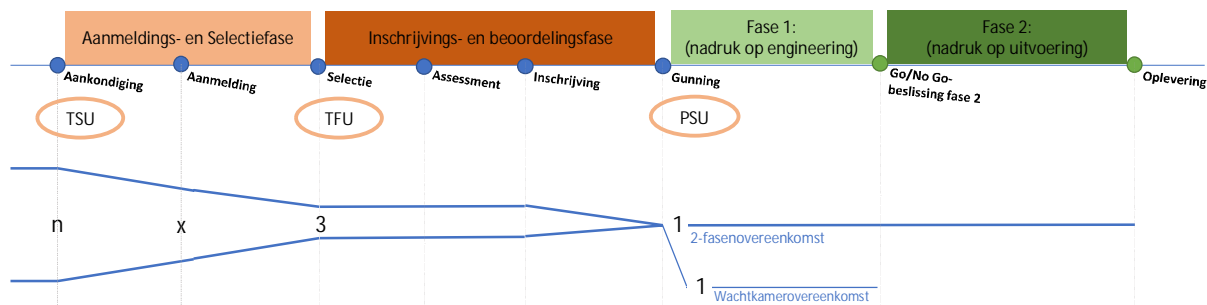 Aanmeldings- en Selectiefase
Inschrijvings- en beoordelingsfase
Fase 1:
(nadruk op engineering)
Fase 2:
(nadruk op uitvoering)
Aankondiging
Aanmelding
Selectie
Assessment
Inschrijving
Gunning
Go/No Go-
beslissing fase 2
Oplevering
TSU
TFU
PSU
n
x
3
1
2-fasenovereenkomst
1
Wachtkamerovereenkomst